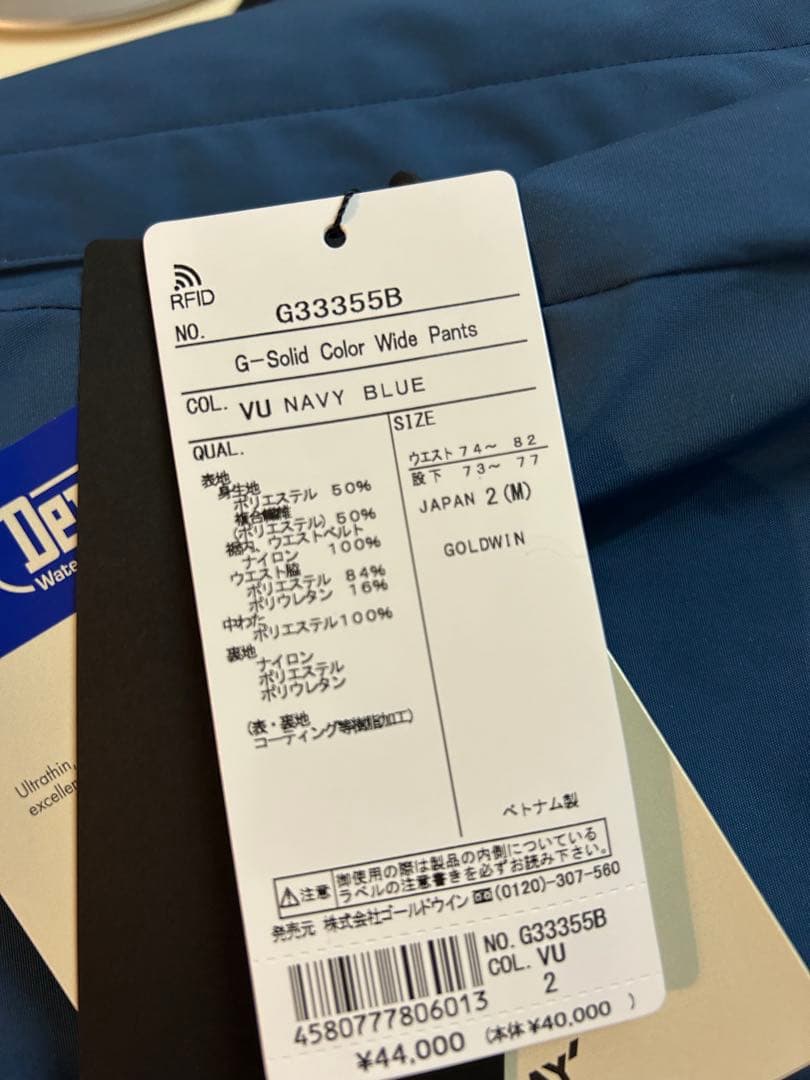 RFID
NO. G33355B
G-Solid Color Wide Pants
COL. VU NAVY BLUE
QUAL.
表地
身生地
ポリエステル 50%
複合繊維
(ポリエステル) 50%
裾内、ウエストベルト
ナイロン 100%
ウエスト脇
ポリエステル 84%
ポリウレタン 16%
中わた
ポリエステル100%
裏地
ナイロン
ポリエステル
ポリウレタン
(表・裏地
コーティング等樹脂加工)
SIZE
ウエスト 74～ 82
股下 73～ 77
JAPAN 2(M)
GOLDWIN
ベトナム製
注意 御使用の際は製品の内側についている
ラベルの注意書きを必ずお読み下さい。
発売元 株式会社ゴールドウイン (0120)-307-560
NO. G33355B
COL. VU
2
4580777806013
¥44,000 (本体¥40,000 )
Wate
Ultrathin,
excellen